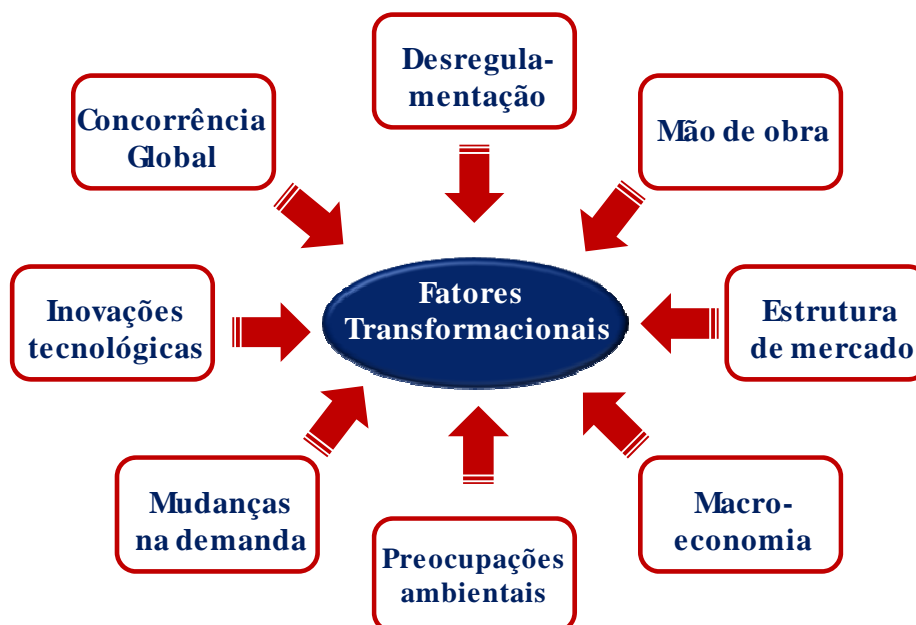 Desregula-
mentação
Concorrência
Global
Mão de obra
Inovações
tecnológicas
Fatores
Transformacionais
Estrutura
de mercado
Mudanças
na demanda
Preocupações
ambientais
Macro-
economia